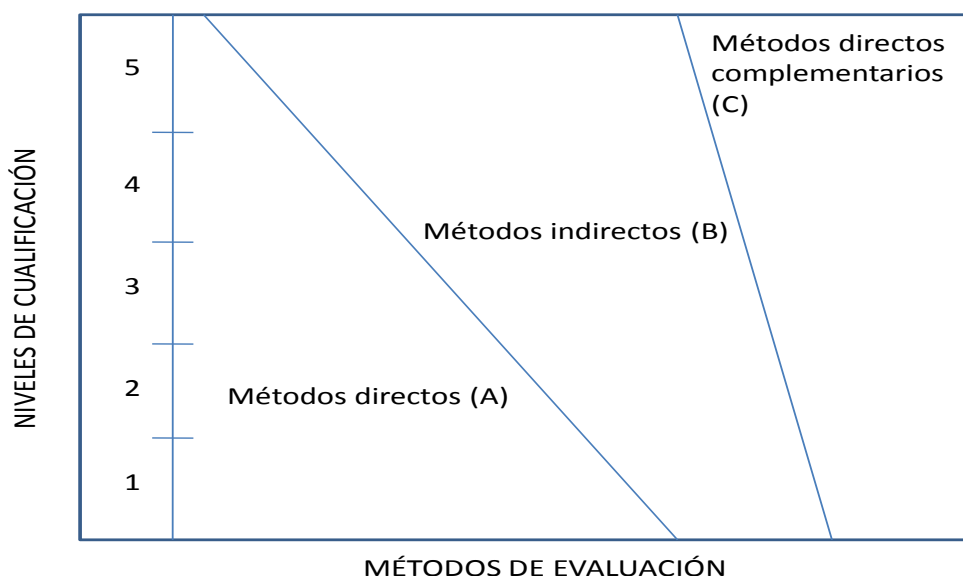 NIVELES DE CUALIFICACIÓN
5
4
3
2
1
Métodos directos
complementarios
(C)
Métodos indirectos (B)
Métodos directos (A)
MÉTODOS DE EVALUACIÓN